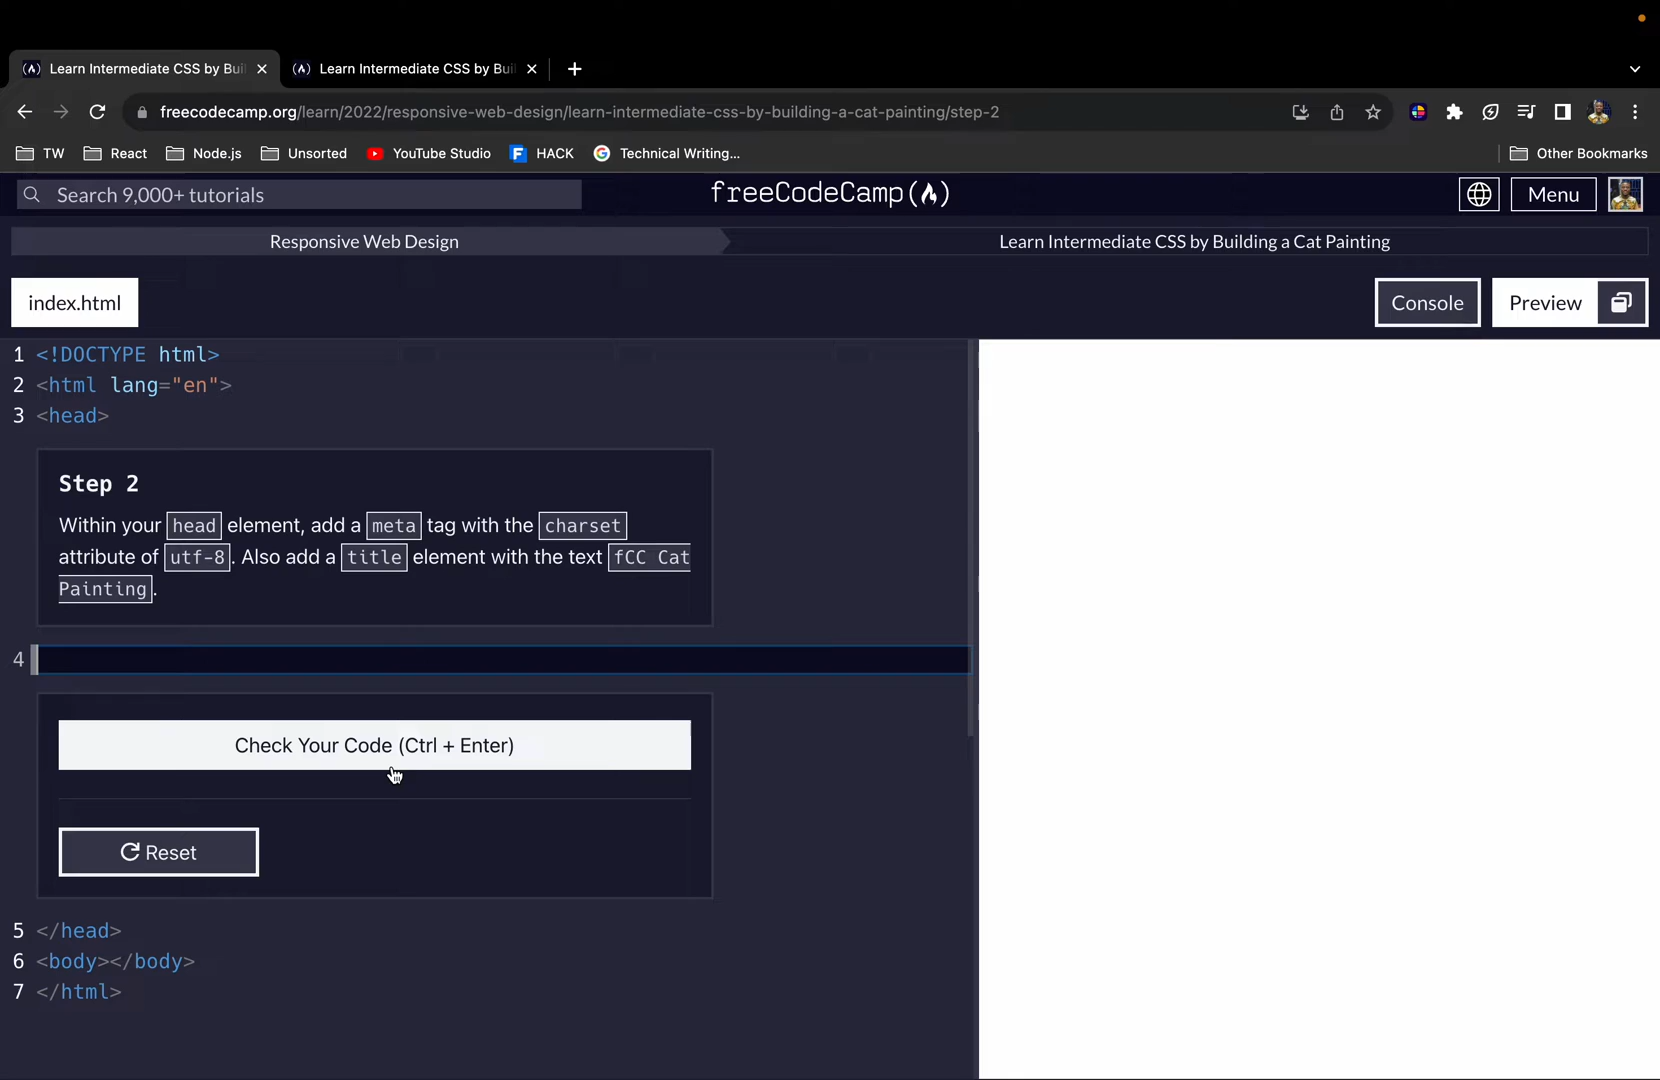 Learn Intermediate CSS by Bui
Learn Intermediate CSS by Bui
freecodecamp.org/learn/2022/responsive-web-design/learn-intermediate-css-by-building-a-cat-painting/step-2
TW React Node.js Unsorted YouTube Studio HACK Technical Writing... Other Bookmarks
Search 9,000+ tutorials
freeCodeCamp
Menu
Responsive Web Design
Learn Intermediate CSS by Building a Cat Painting
index.html
Console
Preview
1 <!DOCTYPE html>
2 <html lang="en">
3 <head>
Step 2
Within your head element, add a meta tag with the charset
attribute of utf-8. Also add a title element with the text fCC Cat
Painting.
4
Check Your Code (Ctrl + Enter)
Reset
5 </head>
6 <body></body>
7 </html>